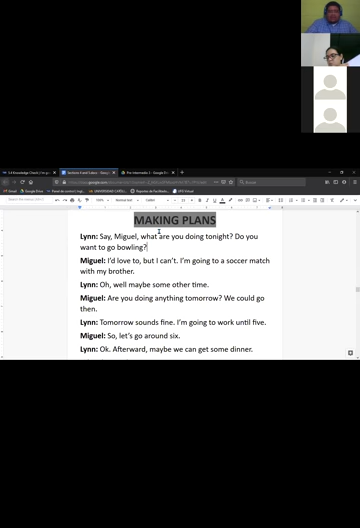 MAKING PLANS
Lynn: Say, Miguel, what are you doing tonight? Do you
want to go bowling?
Miguel: I'd love to, but I can't. I'm going to a soccer match
with my brother.
Lynn: Oh, well maybe some other time.
Miguel: Are you doing anything tomorrow? We could go
then.
Lynn: Tomorrow sounds fine. I'm going to work until five.
Miguel: So, let's go around six.
Lynn: Ok. Afterward, maybe we can get some dinner.